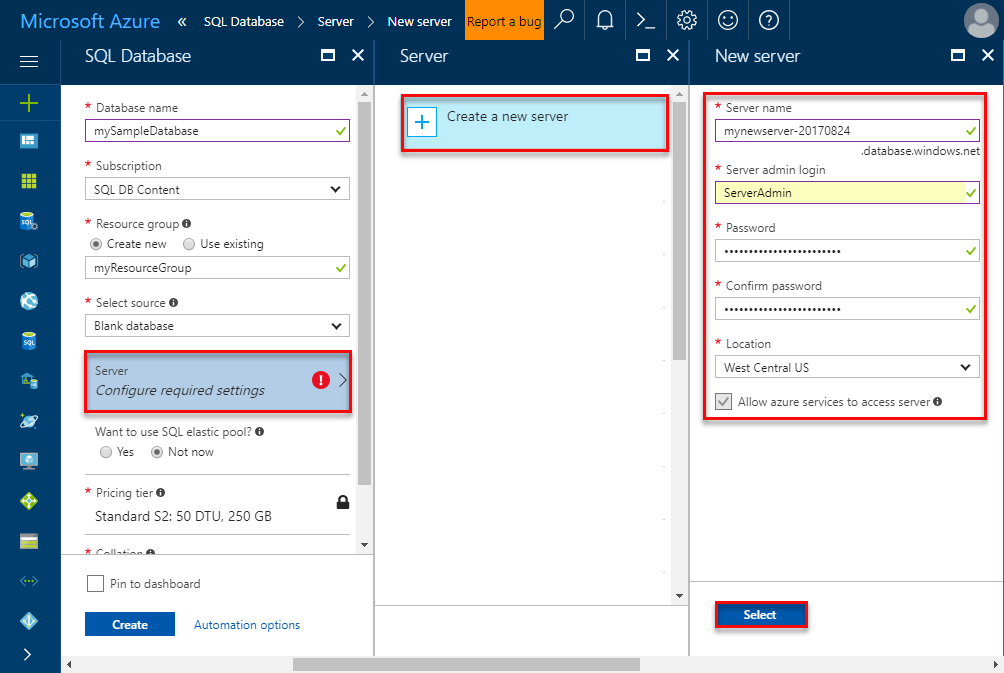 Microsoft Azure « SQL Database > Server > New server Report a bug
SQL Database
* Database name
mySampleDatabase
* Subscription
SQL DB Content
* Resource group
Create new Use existing
myResourceGroup
* Select source
Blank database
Server
Configure required settings
Want to use SQL elastic pool?
Yes Not now
* Pricing tier
Standard S2: 50 DTU, 250 GB
* Collation
Pin to dashboard
Create Automation options
Server
Create a new server
New server
* Server name
mynewserver-20170824
.database.windows.net
* Server admin login
ServerAdmin
* Password
•••••••••••••••••••••••
* Confirm password
•••••••••••••••••••••••
* Location
West Central US
Allow azure services to access server
Select